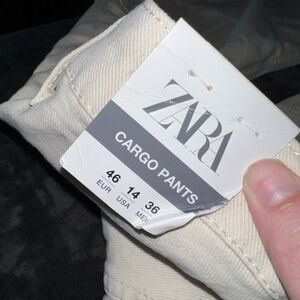 ZARA
CARGO PANTS
46 14 36
EUR USA MEX